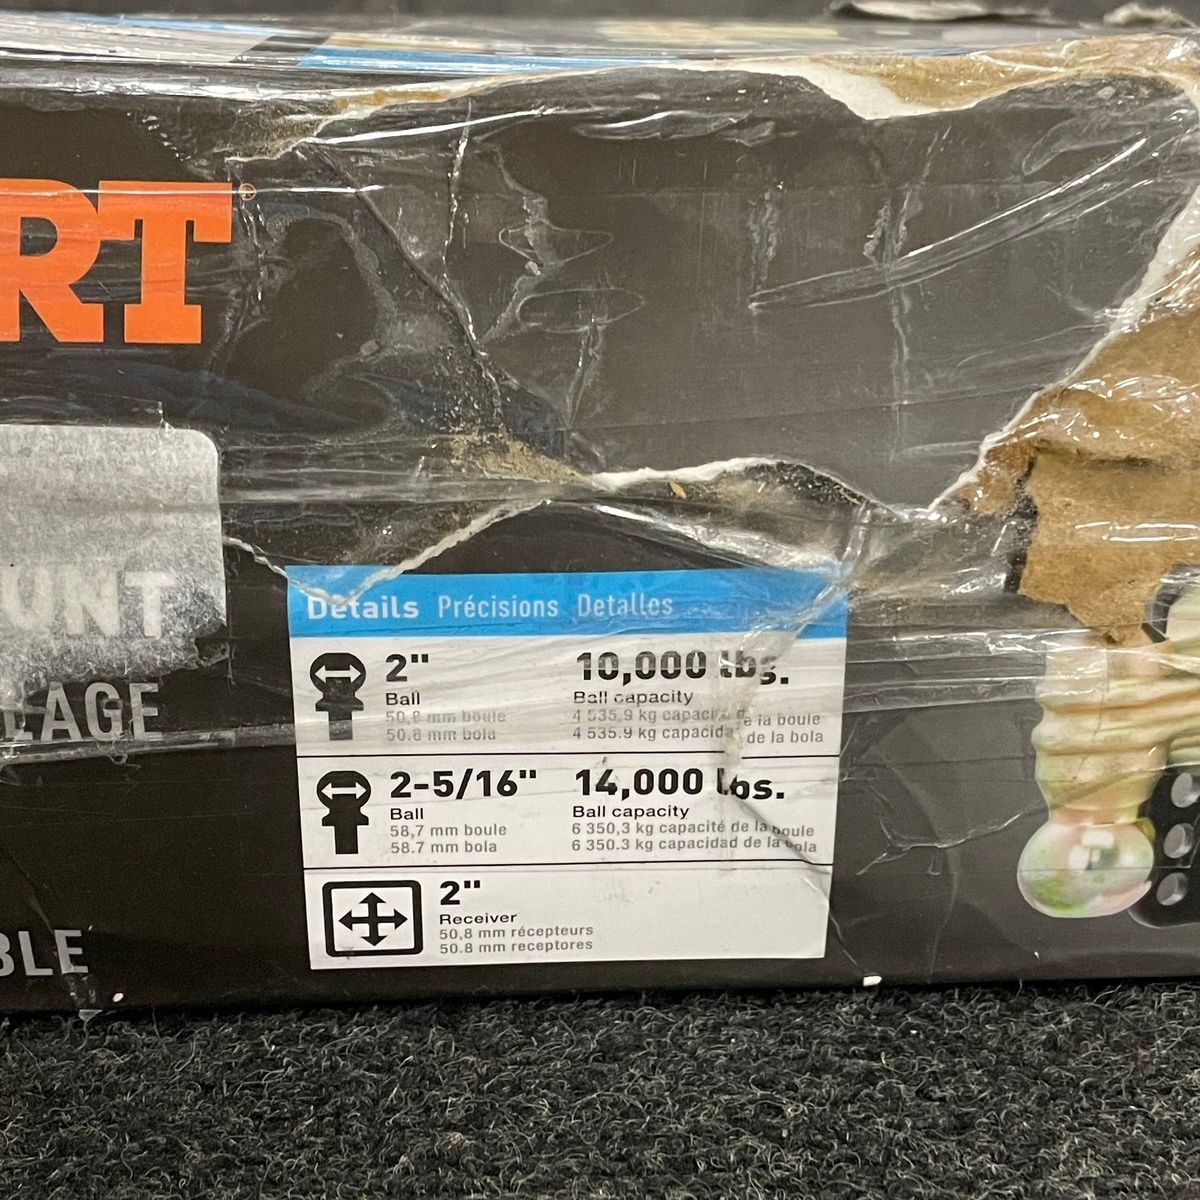 RT®
UNT
LAGE
BLE
Details Précisions Detalles
2" 10,000 lbs.
Ball Ball capacity
50,8 mm boule 4 535,9 kg capacit e la boule
50.8 mm bola 4 535.9 kg capacid de la bola
2-5/16" 14,000 lbs.
Ball Ball capacity
58,7 mm boule 6 350,3 kg capacité de la boule
58.7 mm bola 6 350.3 kg capacidad de la bola
2"
Receiver
50,8 mm récepteurs
50.8 mm receptores